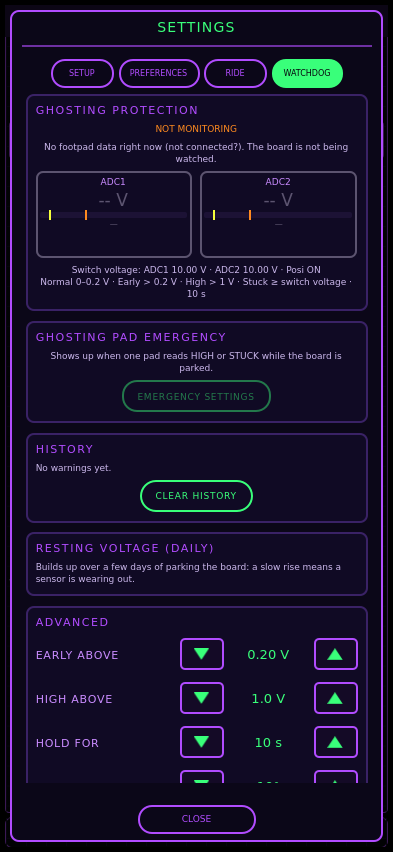 SETTINGS
SETUP
PREFERENCES
RIDE
WATCHDOG
GHOSTING PROTECTION
NOT MONITORING
No footpad data right now (not connected?). The board is not being
watched.
ADC1
-- V
—
ADC2
-- V
—
Switch voltage: ADC1 10.00 V · ADC2 10.00 V · Posi ON
Normal 0–0.2 V · Early > 0.2 V · High > 1 V · Stuck ≥ switch voltage ·
10 s
GHOSTING PAD EMERGENCY
Shows up when one pad reads HIGH or STUCK while the board is
parked.
EMERGENCY SETTINGS
HISTORY
No warnings yet.
CLEAR HISTORY
RESTING VOLTAGE (DAILY)
Builds up over a few days of parking the board: a slow rise means a
sensor is wearing out.
ADVANCED
EARLY ABOVE
0.20 V
HIGH ABOVE
1.0 V
HOLD FOR
10 s
CLOSE